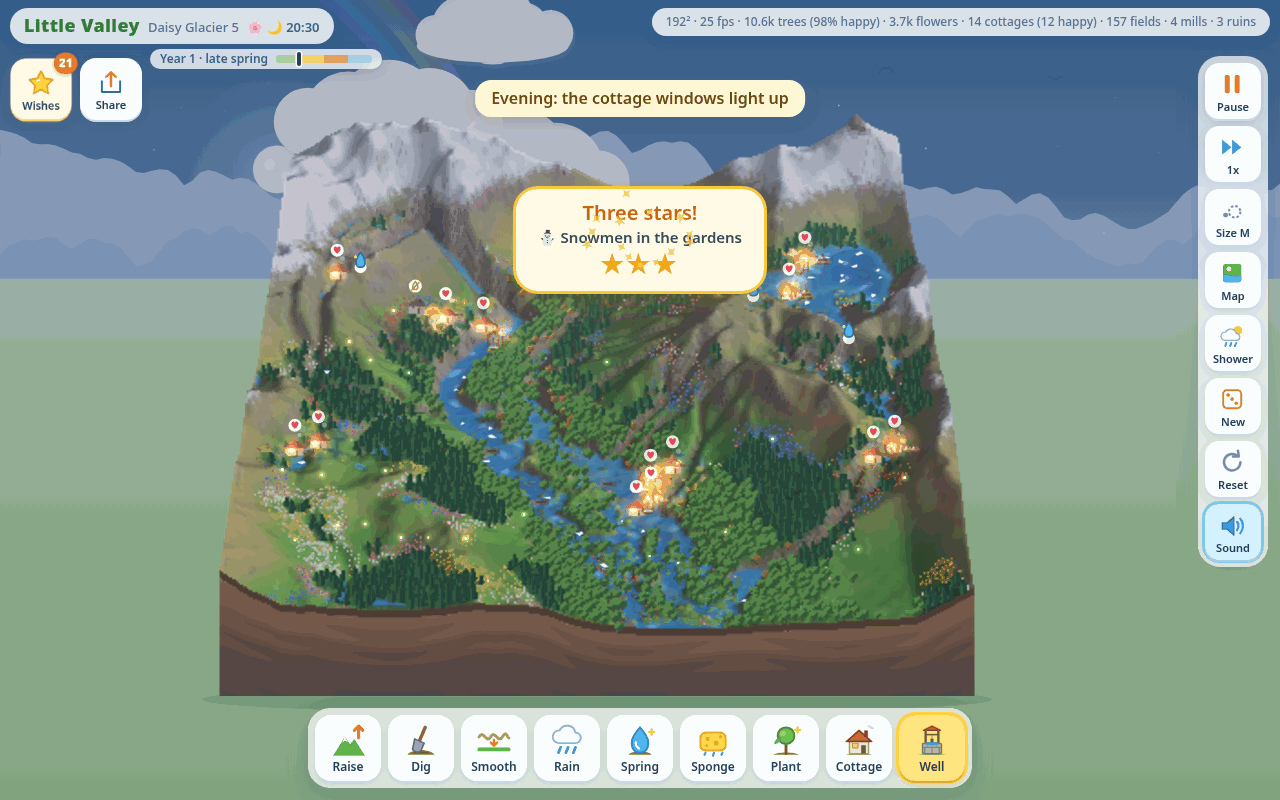 Little Valley Daisy Glacier 5 🌸 🌙 20:30
192² · 25 fps · 10.6k trees (98% happy) · 3.7k flowers · 14 cottages (12 happy) · 157 fields · 4 mills · 3 ruins
Year 1 · late spring
21
Wishes
Share
Evening: the cottage windows light up
Three stars!
⛄ Snowmen in the gardens
★★★
Pause
1x
Size M
Map
Shower
New
Reset
Sound
Raise
Dig
Smooth
Rain
Spring
Sponge
Plant
Cottage
Well